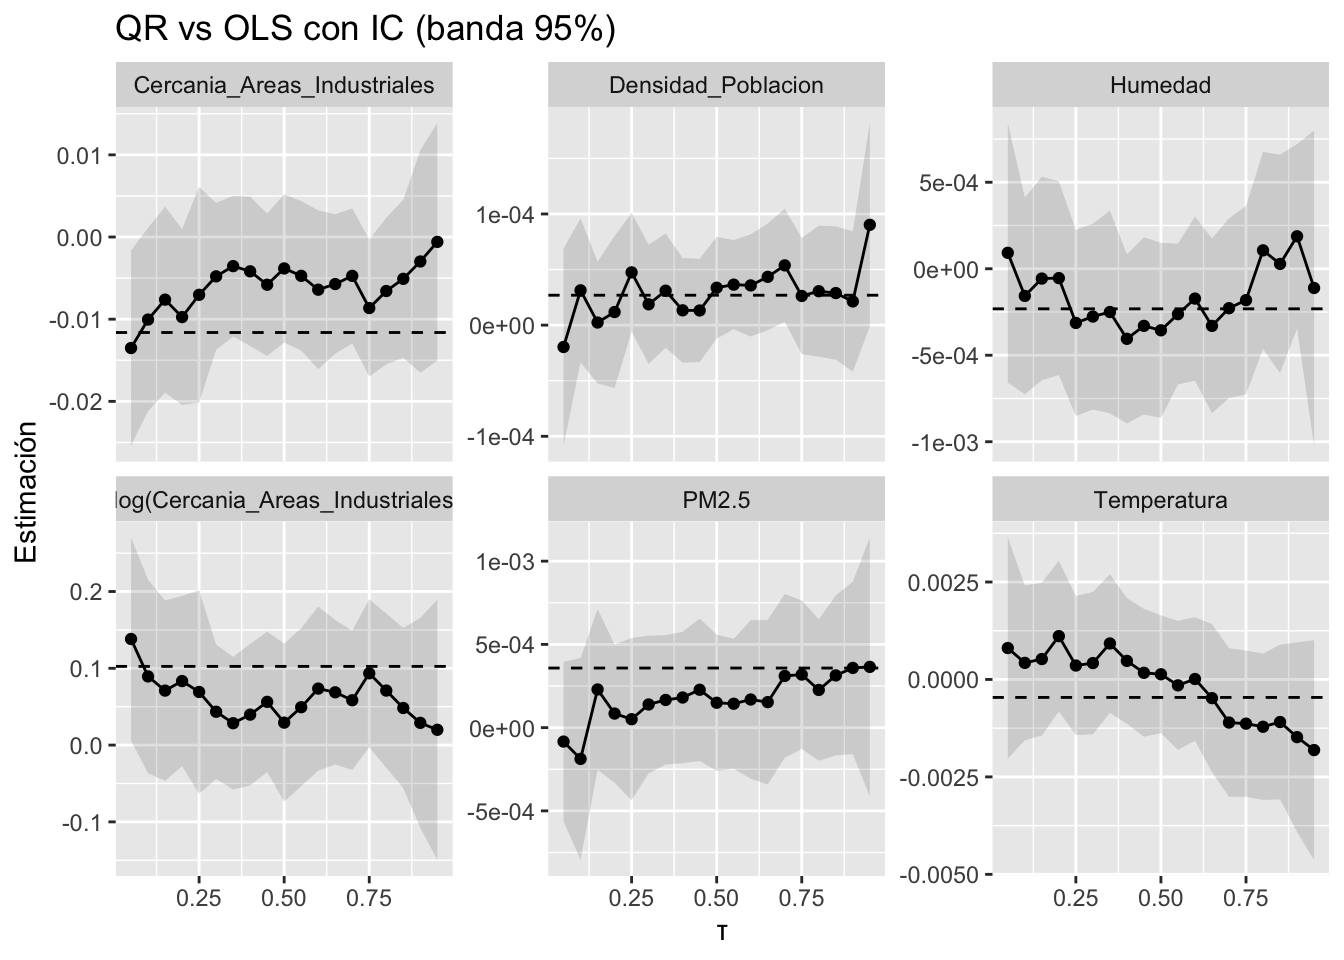 QR vs OLS con IC (banda 95%)
Cercania_Areas_Industriales
Densidad_Poblacion
Humedad
0.01
0.00
-0.01
-0.02
1e-04
0e+00
-1e-04
5e-04
0e+00
-5e-04
-1e-03
Estimación
log(Cercania_Areas_Industriales
PM2.5
Temperatura
0.2
0.1
0.0
-0.1
1e-03
5e-04
0e+00
-5e-04
0.0025
0.0000
-0.0025
-0.0050
0.25 0.50 0.75
0.25 0.50 0.75
0.25 0.50 0.75
τ